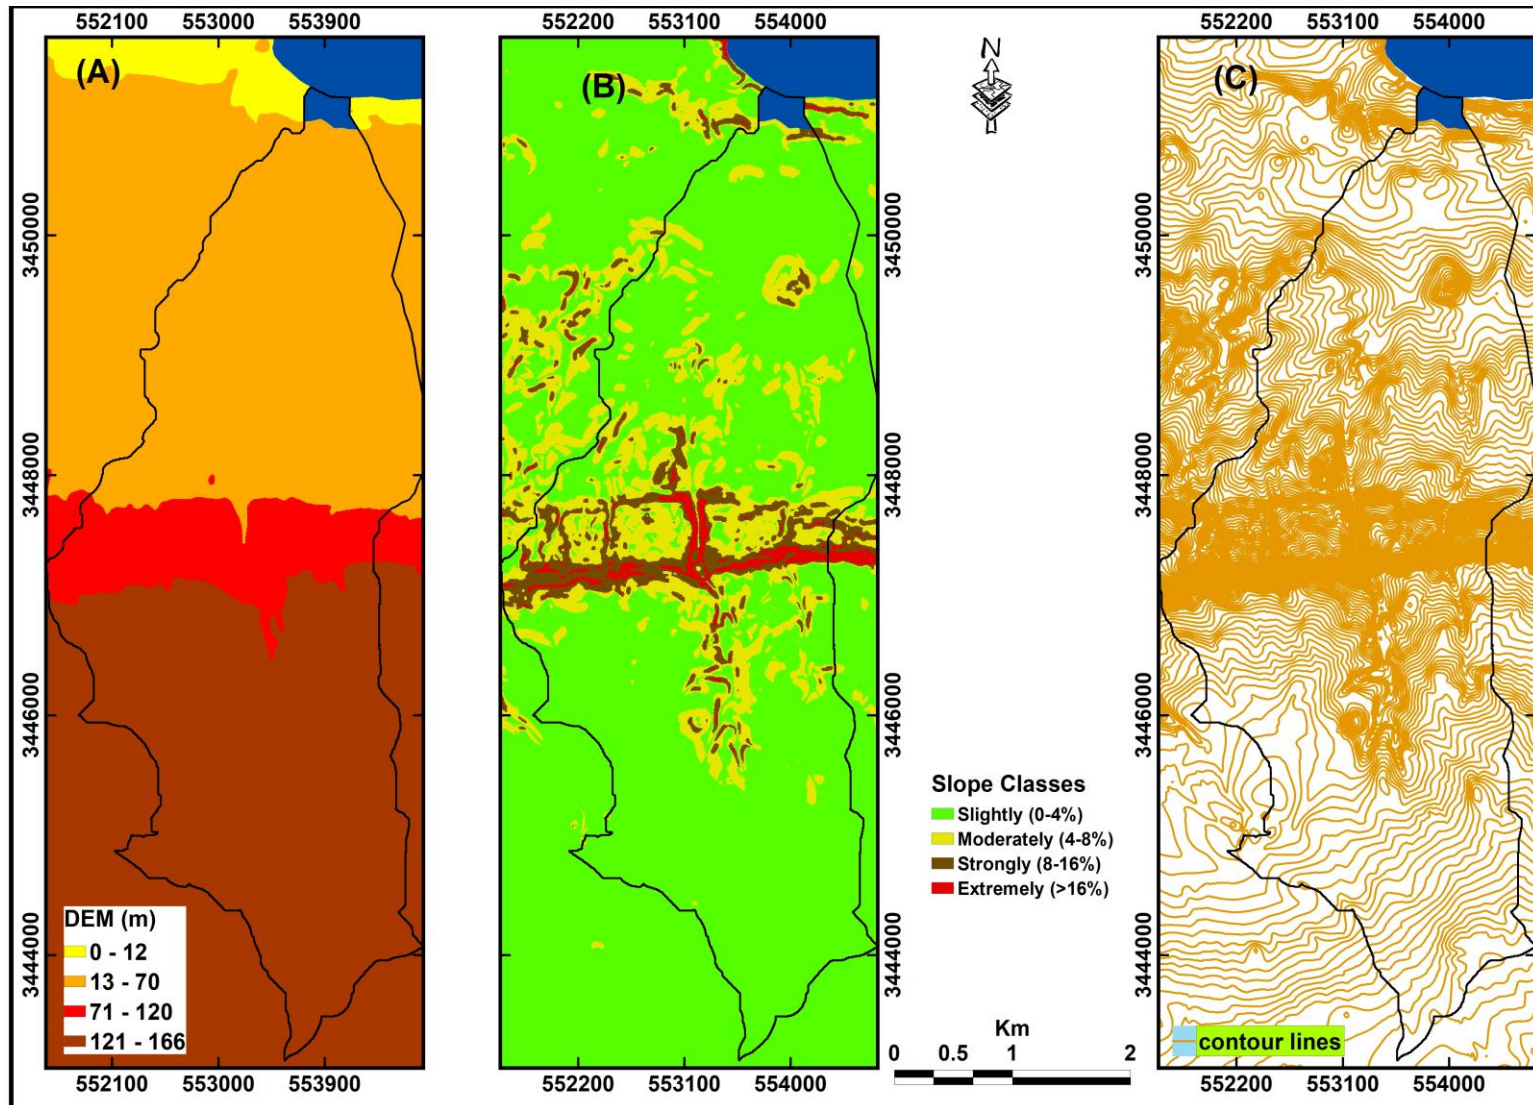 552100 553000 553900
552200 553100 554000
552200 553100 554000
(A)
(B)
(C)
N
3450000
3448000
3446000
3444000
3450000
3448000
3446000
3444000
3450000
3448000
3446000
3444000
DEM (m)
0 - 12
13 - 70
71 - 120
121 - 166
Slope Classes
Slightly (0-4%)
Moderately (4-8%)
Strongly (8-16%)
Extremely (>16%)
Km
0 0.5 1 2
contour lines
552100 553000 553900
552200 553100 554000
552200 553100 554000